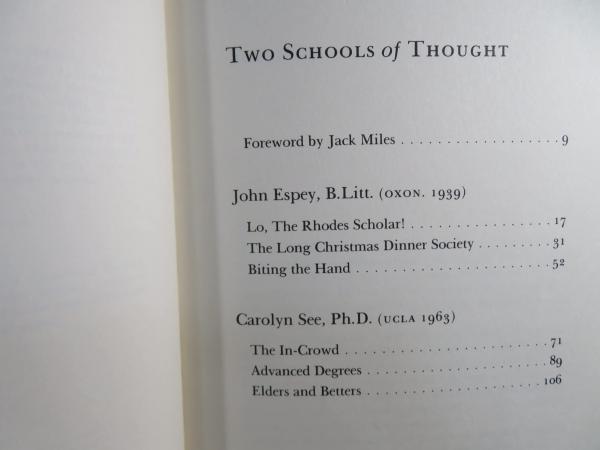 Two Schools of Thought
Foreword by Jack Miles . . . . . . . . . . . . . . . . . . 9
John Espey, B.Litt. (OXON. 1939)
Lo, The Rhodes Scholar! . . . . . . . . . . . . . . . . 17
The Long Christmas Dinner Society . . . . . . . . . 31
Biting the Hand . . . . . . . . . . . . . . . . . . . . . . 52
Carolyn See, Ph.D. (UCLA 1963)
The In-Crowd . . . . . . . . . . . . . . . . . . . . . . . 71
Advanced Degrees . . . . . . . . . . . . . . . . . . . . 89
Elders and Betters . . . . . . . . . . . . . . . . . . . 106